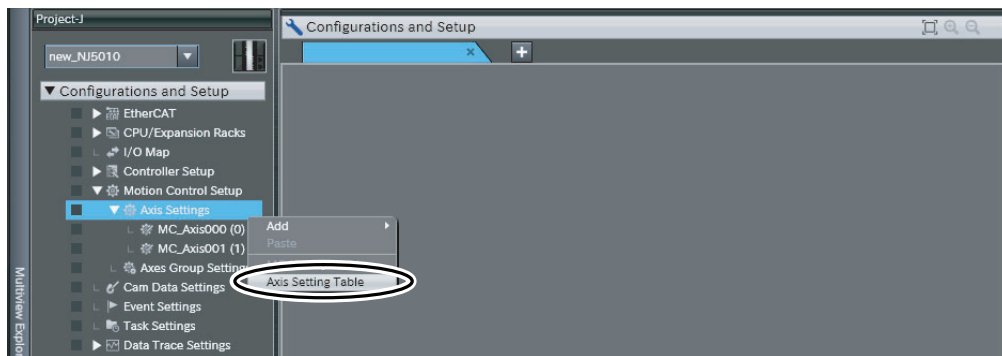 Project-J
new_NJ5010
Configurations and Setup
EtherCAT
CPU/Expansion Racks
I/O Map
Controller Setup
Motion Control Setup
Axis Settings
MC_Axis000 (0)
MC_Axis001 (1)
Axes Group Setting
Cam Data Settings
Event Settings
Task Settings
Data Trace Settings
Multiview Explo
Configurations and Setup
Add
Paste
Axis Setting Table